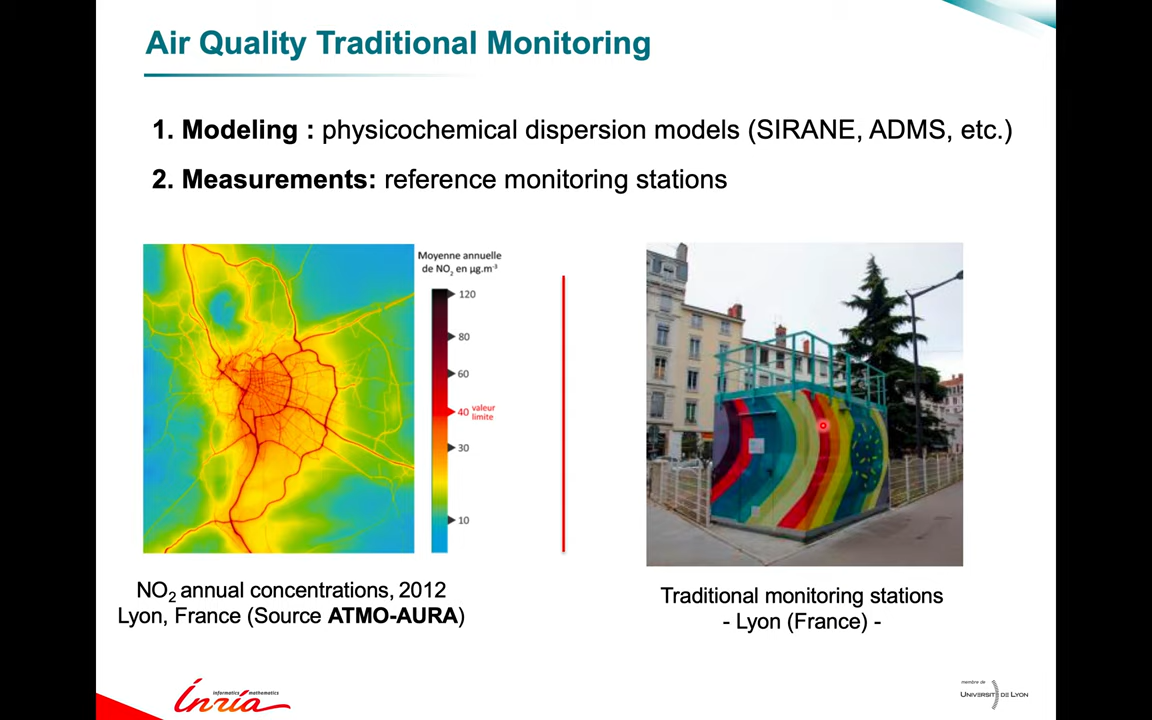 Air Quality Traditional Monitoring
1. Modeling : physicochemical dispersion models (SIRANE, ADMS, etc.)
2. Measurements: reference monitoring stations
Moyenne annuelle
de NO2 en µg.m-3
120
80
60
40 valeur
limite
30
10
NO2 annual concentrations, 2012
Lyon, France (Source ATMO-AURA)
Traditional monitoring stations
- Lyon (France) -
informatics mathematics
Inria
membre de
UNIVERSITÉ DE LYON